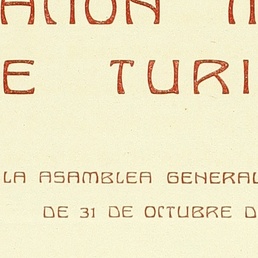 E TURI
LA ASAMBLEA GENERAL
DE 31 DE OCTUBRE D